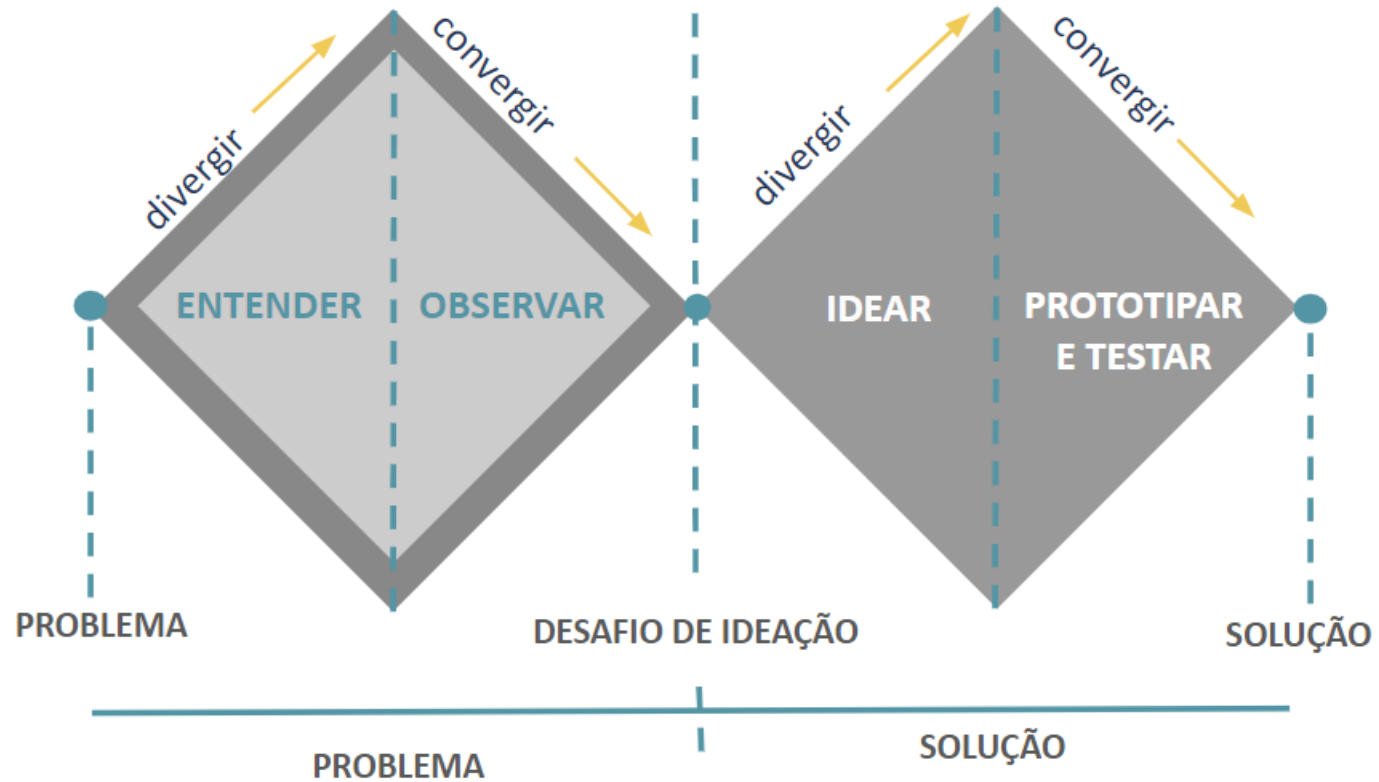 divergir
convergir
divergir
convergir
ENTENDER
OBSERVAR
IDEAR
PROTOTIPAR
E TESTAR
PROBLEMA
DESAFIO DE IDEAÇÃO
SOLUÇÃO
PROBLEMA
SOLUÇÃO